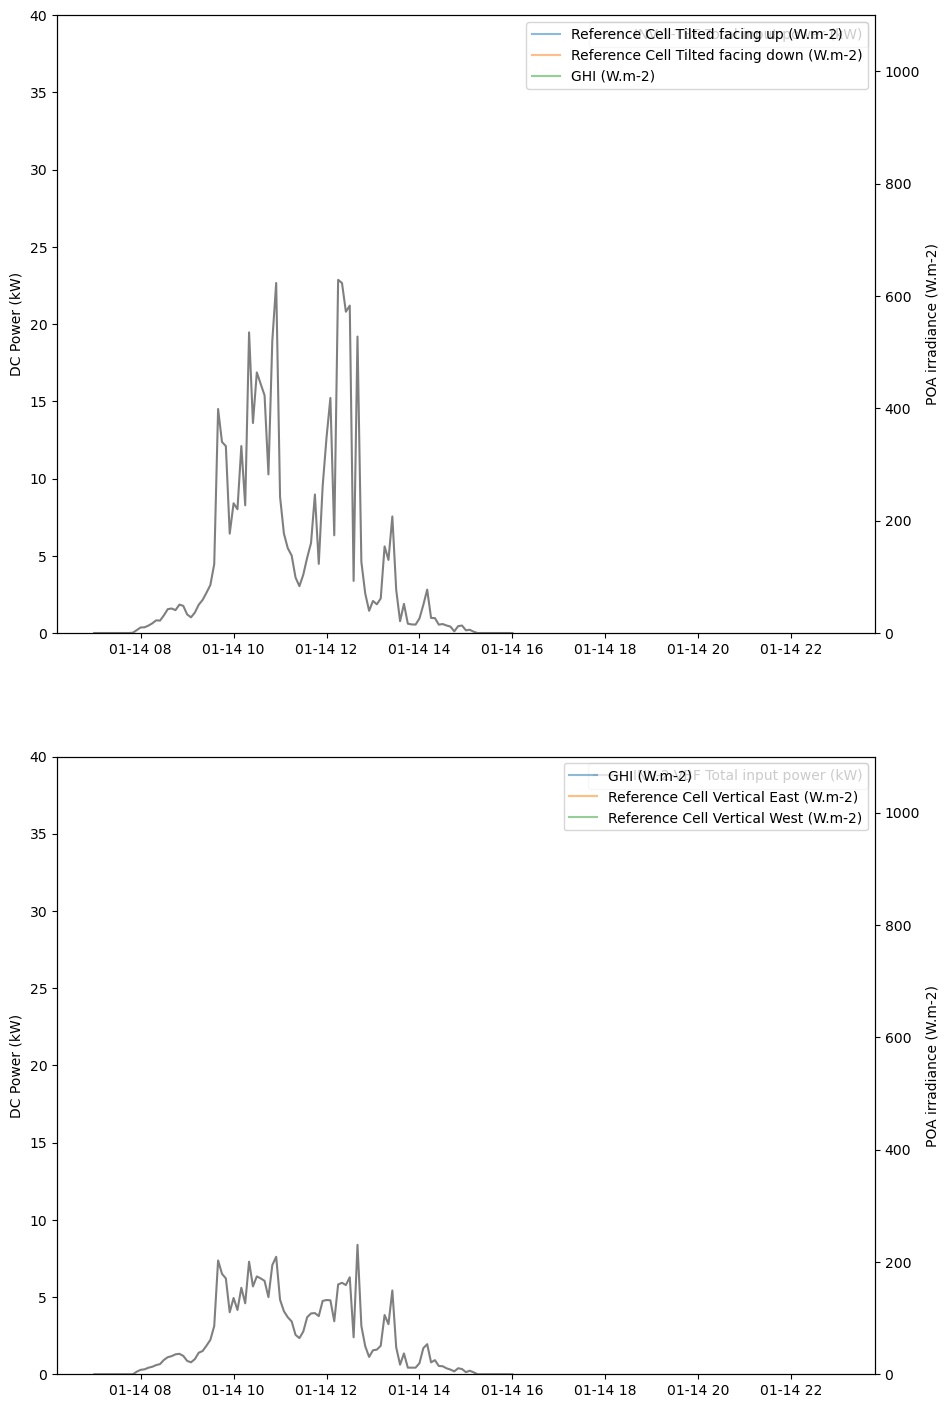 40
35
30
25
20
15
10
5
0
DC Power (kW)
Reference Cell Tilted facing up (W.m-2)
Reference Cell Tilted facing down (W.m-2)
GHI (W.m-2)
1000
800
600
400
200
0
POA irradiance (W.m-2)
01-14 08 01-14 10 01-14 12 01-14 14 01-14 16 01-14 18 01-14 20 01-14 22
40
35
30
25
20
15
10
5
0
DC Power (kW)
Total input power (kW)
GHI (W.m-2)
Reference Cell Vertical East (W.m-2)
Reference Cell Vertical West (W.m-2)
1000
800
600
400
200
0
POA irradiance (W.m-2)
01-14 08 01-14 10 01-14 12 01-14 14 01-14 16 01-14 18 01-14 20 01-14 22